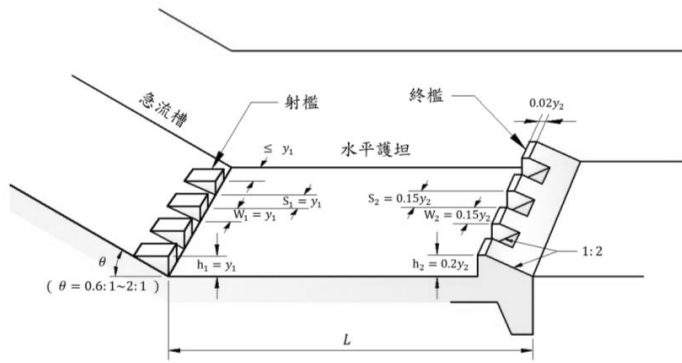 急流槽
射檻
終檻
0.02y₂
≤ y₁
水平護坦
S₁ = y₁
W₁ = y₁
S₂ = 0.15y₂
W₂ = 0.15y₂
θ
h₁ = y₁
h₂ = 0.2y₂
1: 2
( θ = 0.6: 1~2: 1 )
L